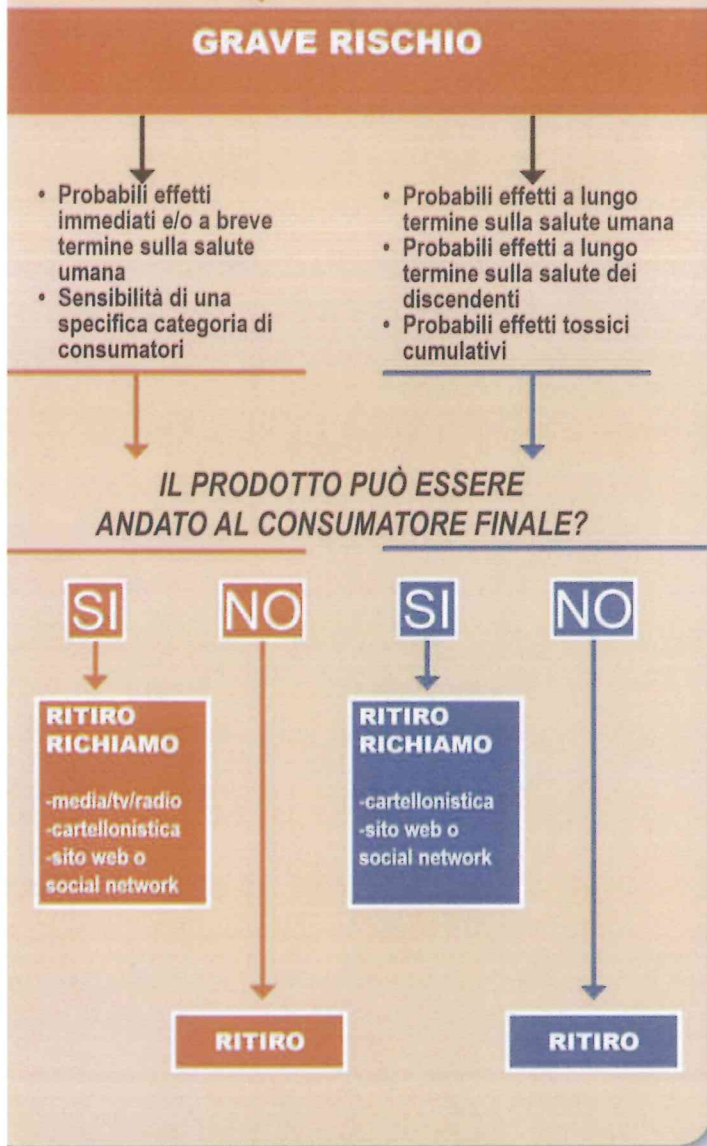 GRAVE RISCHIO
• Probabili effetti
immediati e/o a breve
termine sulla salute
umana
• Sensibilità di una
specifica categoria di
consumatori
• Probabili effetti a lungo
termine sulla salute umana
• Probabili effetti a lungo
termine sulla salute dei
discendenti
• Probabili effetti tossici
cumulativi
IL PRODOTTO PUÒ ESSERE
ANDATO AL CONSUMATORE FINALE?
SI
NO
SI
NO
RITIRO
RICHIAMO
-media/tv/radio
-cartellonistica
-sito web o
social network
RITIRO
RICHIAMO
-cartellonistica
-sito web o
social network
RITIRO
RITIRO